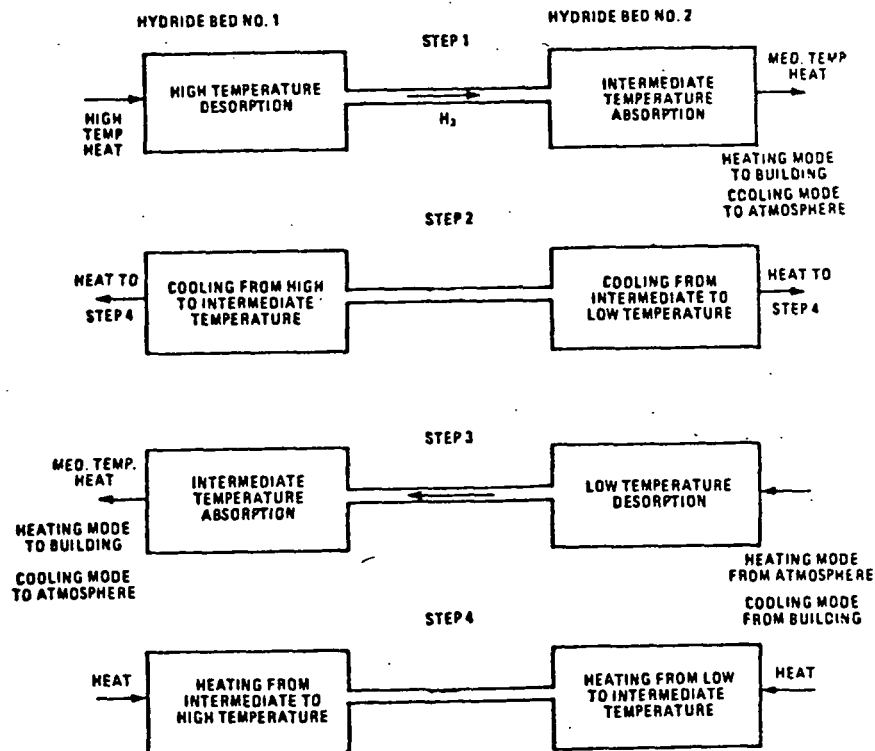 HYDRIDE BED NO. 1
HYDRIDE BED NO. 2
STEP 1
HIGH TEMPERATURE
DESORPTION
HIGH
TEMP
HEAT
H2
INTERMEDIATE
TEMPERATURE
ABSORPTION
MED. TEMP
HEAT
HEATING MODE
TO BUILDING
COOLING MODE
TO ATMOSPHERE
STEP 2
HEAT TO
STEP 4
COOLING FROM HIGH
TO INTERMEDIATE
TEMPERATURE
COOLING FROM
INTERMEDIATE TO
LOW TEMPERATURE
HEAT TO
STEP 4
STEP 3
MED. TEMP.
HEAT
HEATING MODE
TO BUILDING
COOLING MODE
TO ATMOSPHERE
INTERMEDIATE
TEMPERATURE
ABSORPTION
LOW TEMPERATURE
DESORPTION
HEATING MODE
FROM ATMOSPHERE
COOLING MODE
FROM BUILDING
STEP 4
HEAT
HEATING FROM
INTERMEDIATE TO
HIGH TEMPERATURE
HEATING FROM LOW
TO INTERMEDIATE
TEMPERATURE
HEAT